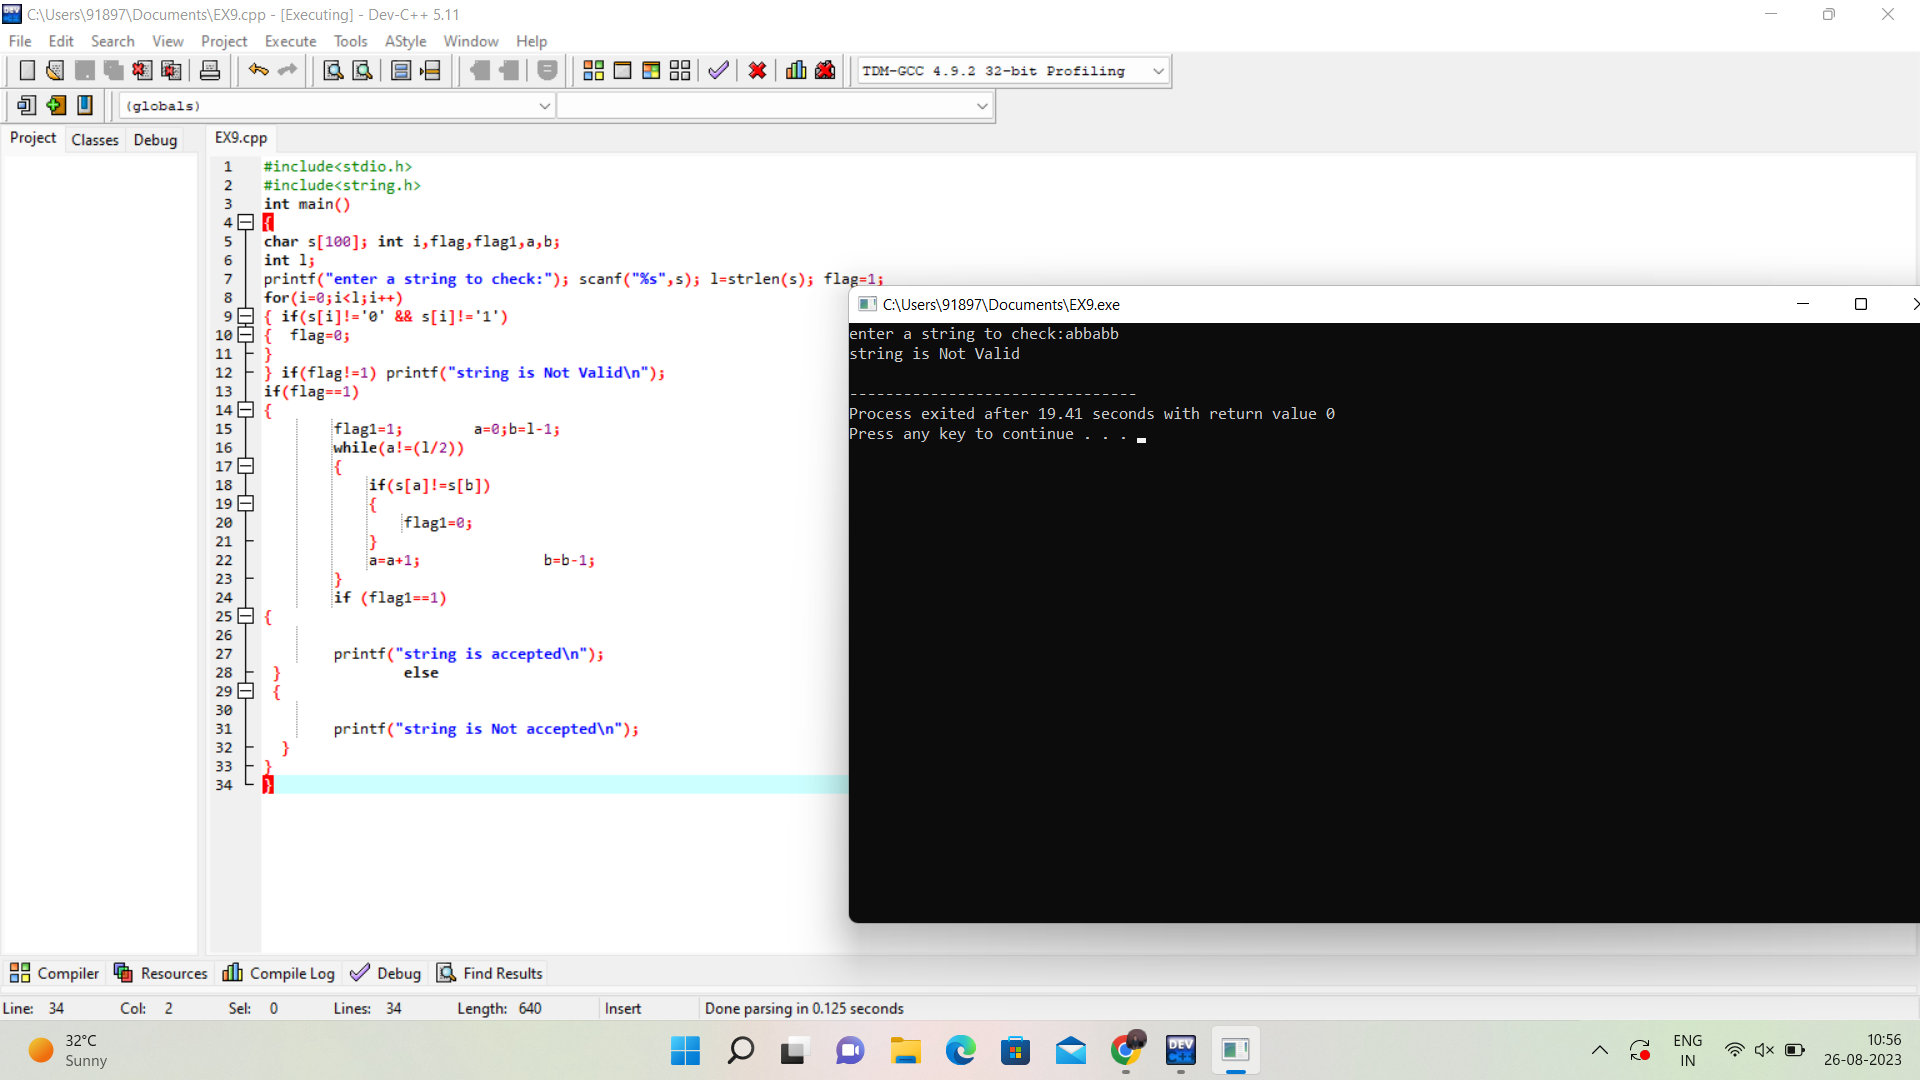 C:\Users\91897\Documents\EX9.cpp - [Executing] - Dev-C++ 5.11
File Edit Search View Project Execute Tools AStyle Window Help
TDM-GCC 4.9.2 32-bit Profiling
(globals)
Project Classes Debug EX9.cpp
1 #include<stdio.h>
2 #include<string.h>
3 int main()
4 {
5 char s[100]; int i,flag,flag1,a,b;
6 int l;
7 printf("enter a string to check:"); scanf("%s",s); l=strlen(s); flag=1;
8 for(i=0;i<l;i++)
9 { if(s[i]!='0' && s[i]!='1')
10 { flag=0;
11 }
12 } if(flag!=1) printf("string is Not Valid\n");
13 if(flag==1)
14 {
15 flag1=1; a=0;b=l-1;
16 while(a!=(l/2))
17 {
18 if(s[a]!=s[b])
19 {
20 flag1=0;
21 }
22 a=a+1; b=b-1;
23 }
24 if (flag1==1)
25 {
26
27 printf("string is accepted\n");
28 } else
29 {
30
31 printf("string is Not accepted\n");
32 }
33 }
34 }
C:\Users\91897\Documents\EX9.exe
enter a string to check:abbabb
string is Not Valid
--------------------------------
Process exited after 19.41 seconds with return value 0
Press any key to continue . . .
Compiler Resources Compile Log Debug Find Results
Line: 34 Col: 2 Sel: 0 Lines: 34 Length: 640 Insert Done parsing in 0.125 seconds
32°C
Sunny
DEV
C++
ENG
IN
10:56
26-08-2023